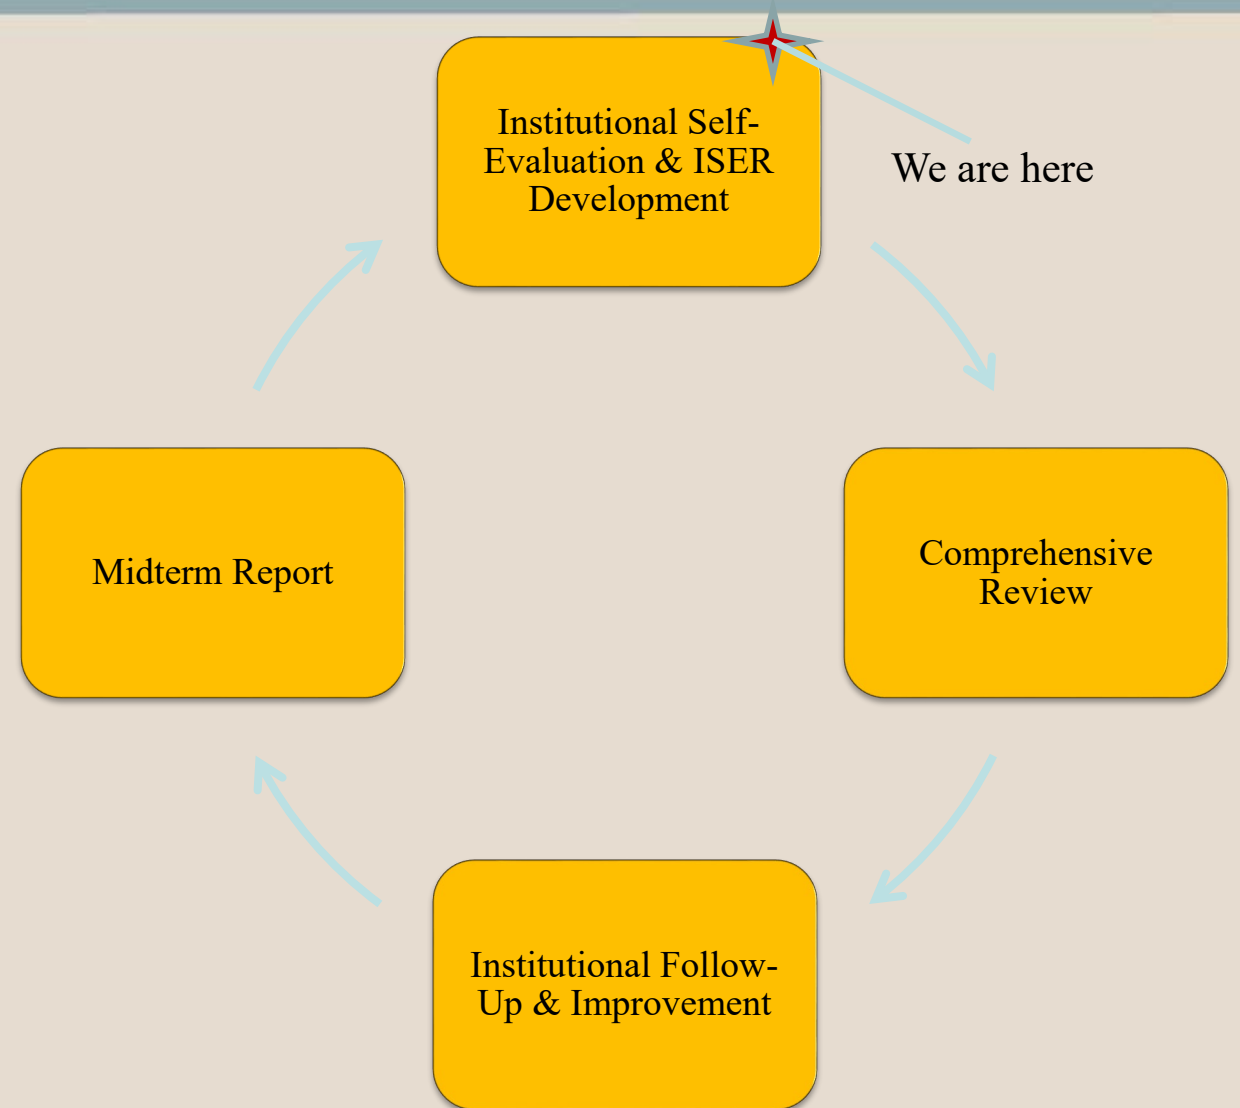 Institutional Self-
Evaluation & ISER
Development
We are here
Comprehensive
Review
Institutional Follow-
Up & Improvement
Midterm Report